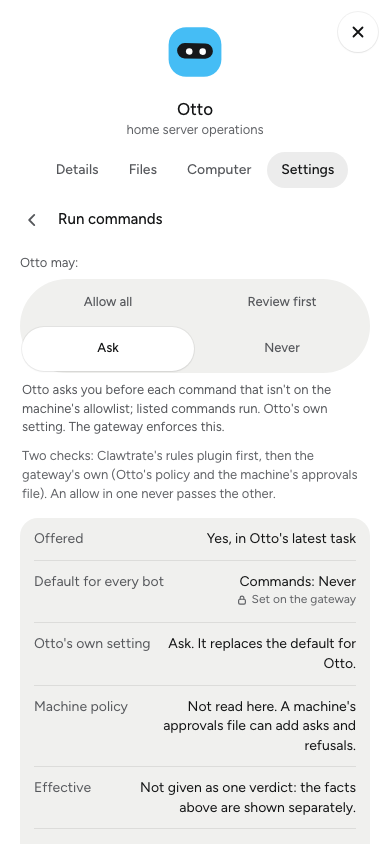 Otto
home server operations
Details
Files
Computer
Settings
Run commands
Otto may:
Allow all
Review first
Ask
Never
Otto asks you before each command that isn't on the
machine's allowlist; listed commands run. Otto's own
setting. The gateway enforces this.
Two checks: Clawtrate's rules plugin first, then the
gateway's own (Otto's policy and the machine's approvals
file). An allow in one never passes the other.
Offered
Yes, in Otto's latest task
Default for every bot
Commands: Never
Set on the gateway
Otto's own setting
Ask. It replaces the default for
Otto.
Machine policy
Not read here. A machine's
approvals file can add asks and
refusals.
Effective
Not given as one verdict: the facts
above are shown separately.